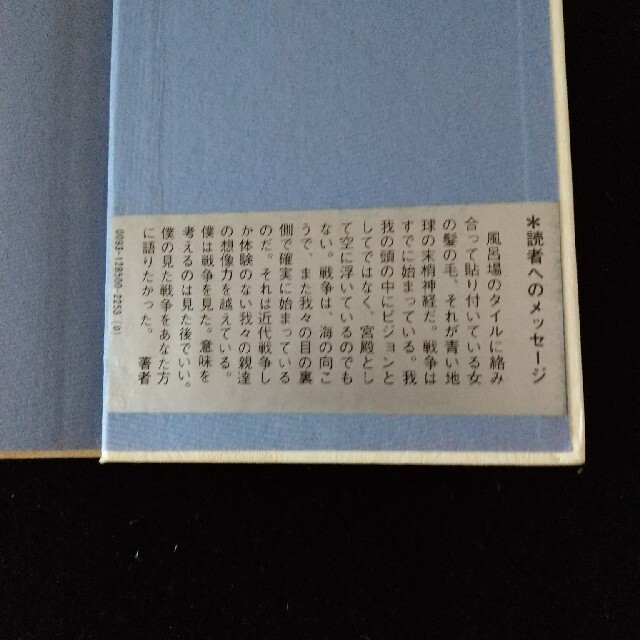 ＊読者へのメッセージ
風呂場のタイルに絡み
合って貼り付いている女
の髪の毛、それが青い地
球の末梢神経だ。戦争は
すでに始まっている。我
我の頭の中にビジョンと
してではなく、宮殿とし
て空に浮いているのでも
ない。戦争は、海の向こ
うで、また我々の目の裏
側で確実に始まっている
のだ。それは近代戦争し
か体験のない我々の親達
の想像力を越えている。
僕は戦争を見た。意味を
考えるのは見た後でいい。
僕の見た戦争をあなた方
に語りたかった。　著者
0093-128500-2253 (0)